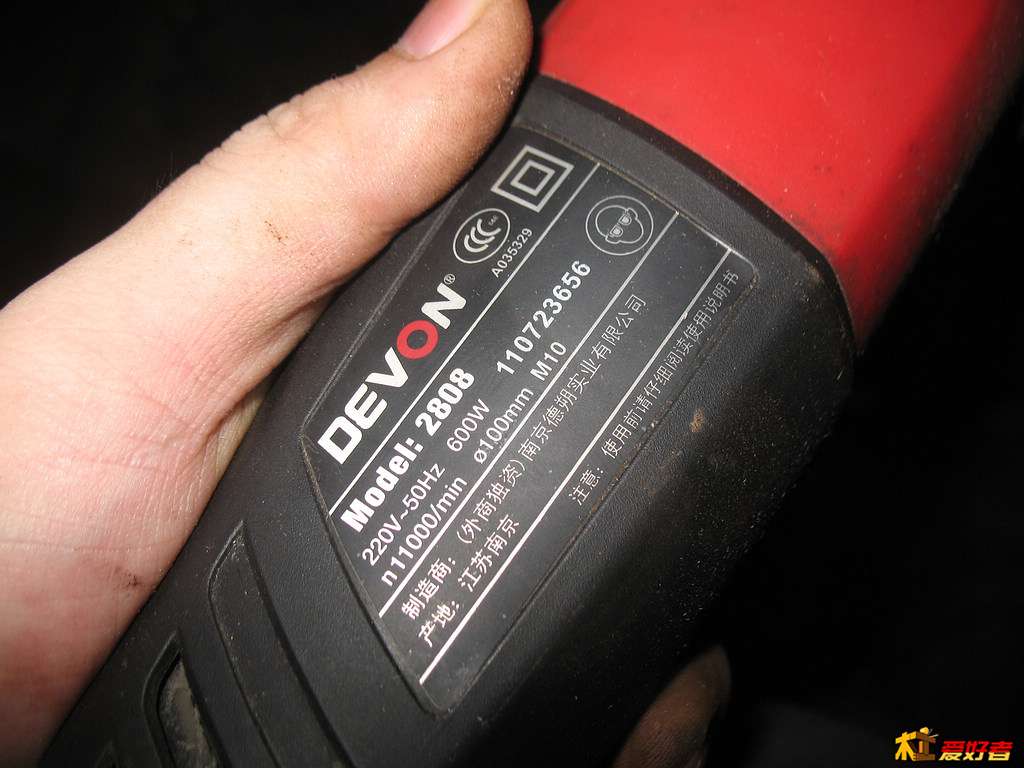 DEVON®
A035329
Model: 2808
110723656
220V~50Hz 600W
n11000/min ø100mm M10
制造商：(外商独资)南京德朔实业有限公司
产地：江苏南京
注意：使用前请仔细阅读使用说明书
木工爱好者